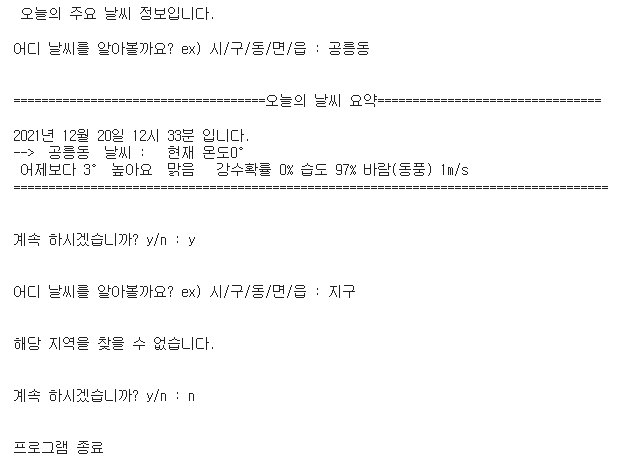 오늘의 주요 날씨 정보입니다.
어디 날씨를 알아볼까요? ex) 시/구/동/면/읍 : 공릉동
====================================오늘의 날씨 요약================================
2021년 12월 20일 12시 33분 입니다.
--> 공릉동 날씨 : 현재 온도0°
어제보다 3° 높아요 맑음 강수확률 0% 습도 97% 바람(동풍) 1m/s
=====================================================================================
계속 하시겠습니까? y/n : y
어디 날씨를 알아볼까요? ex) 시/구/동/면/읍 : 지구
해당 지역을 찾을 수 없습니다.
계속 하시겠습니까? y/n : n
프로그램 종료